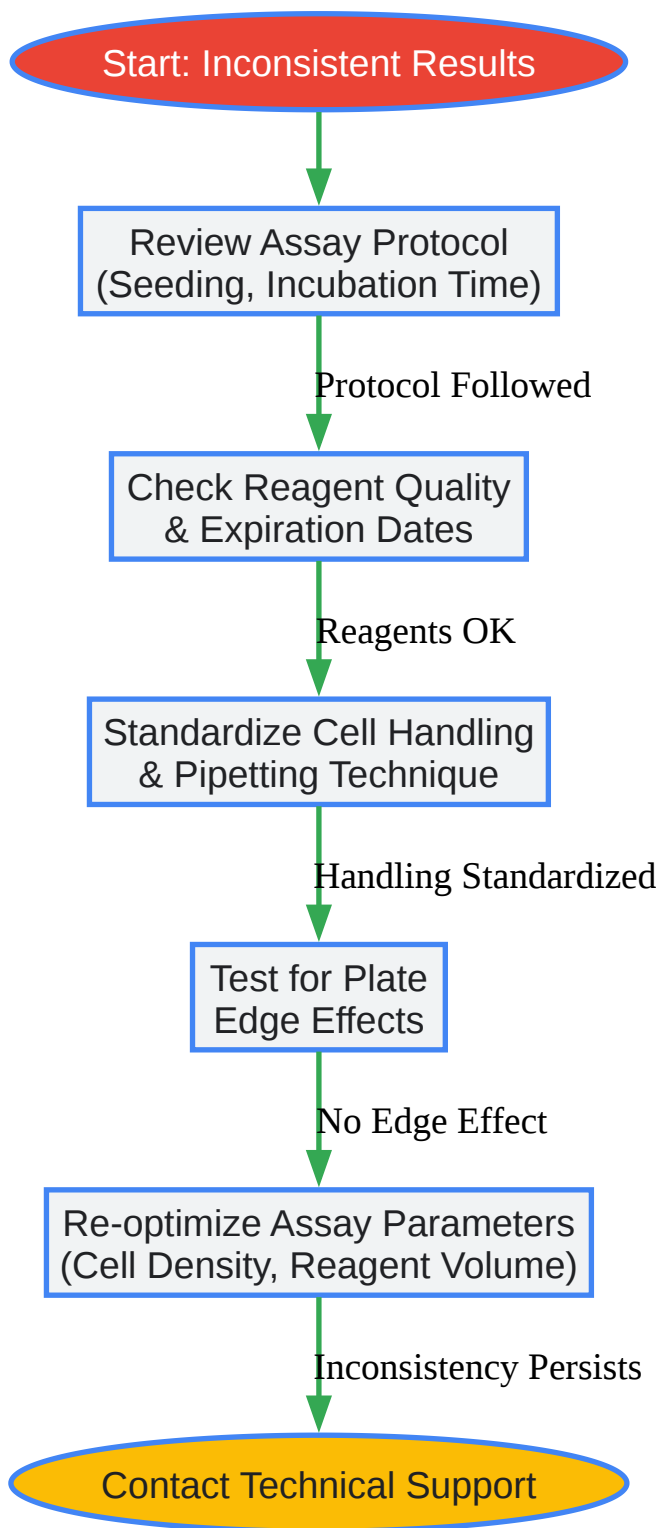 Start: Inconsistent Results
Review Assay Protocol
(Seeding, Incubation Time)
Protocol Followed
Check Reagent Quality
& Expiration Dates
Reagents OK
Standardize Cell Handling
& Pipetting Technique
Handling Standardized
Test for Plate
Edge Effects
No Edge Effect
Re-optimize Assay Parameters
(Cell Density, Reagent Volume)
Inconsistency Persists
Contact Technical Support